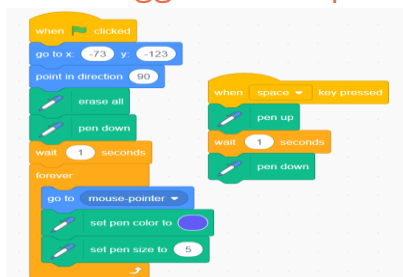 when clicked
go to x: -73 y: -123
point in direction 90
erase all
pen down
wait 1 seconds
forever
go to mouse-pointer
set pen color to
set pen size to 5
when space key pressed
pen up
wait 1 seconds
pen down